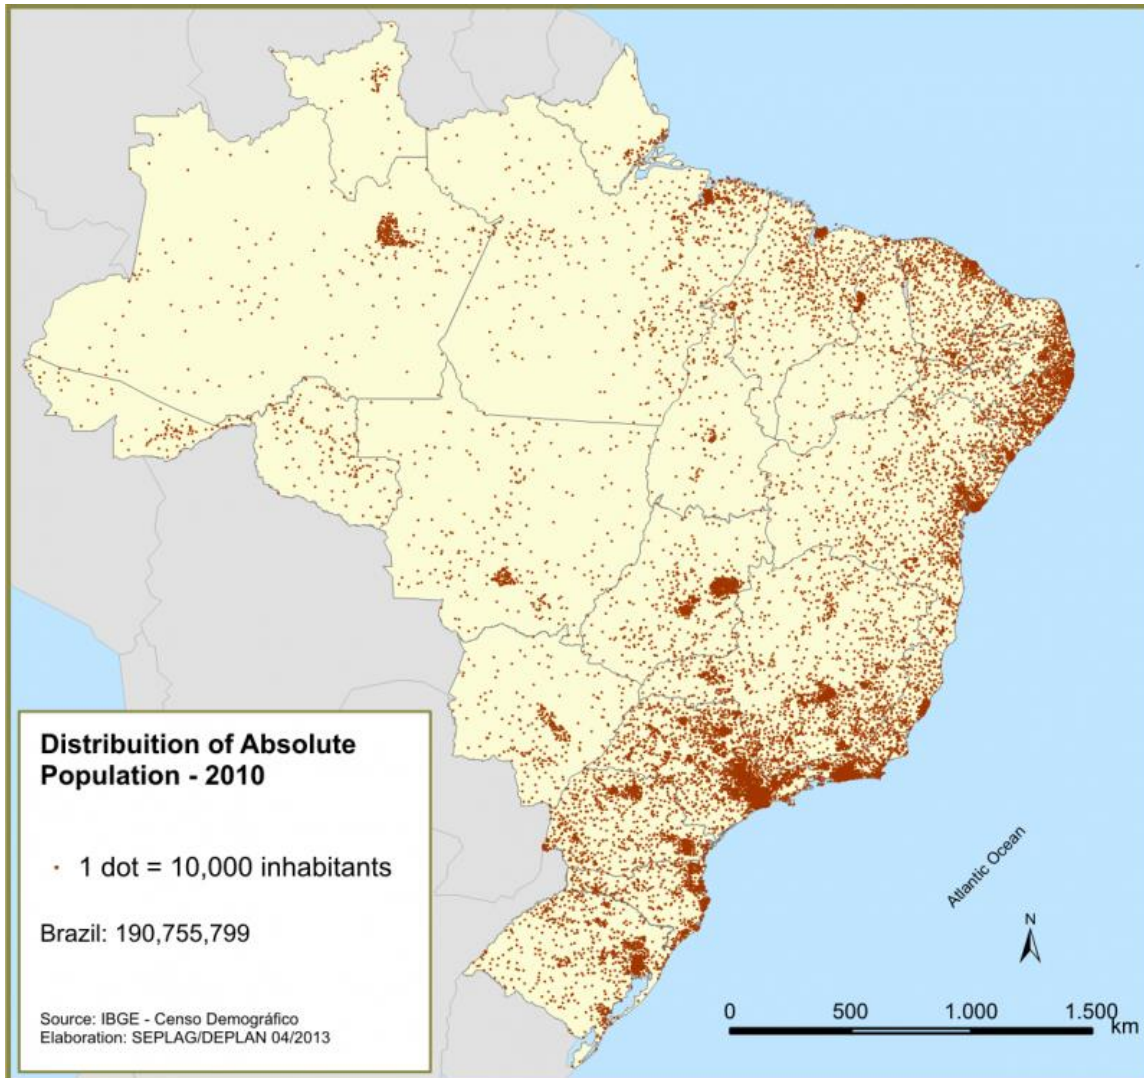 Distribuition of Absolute
Population - 2010
1 dot = 10,000 inhabitants
Brazil: 190,755,799
Source: IBGE - Censo Demográfico
Elaboration: SEPLAG/DEPLAN 04/2013
Atlantic Ocean
N
0 500 1.000 1.500
km